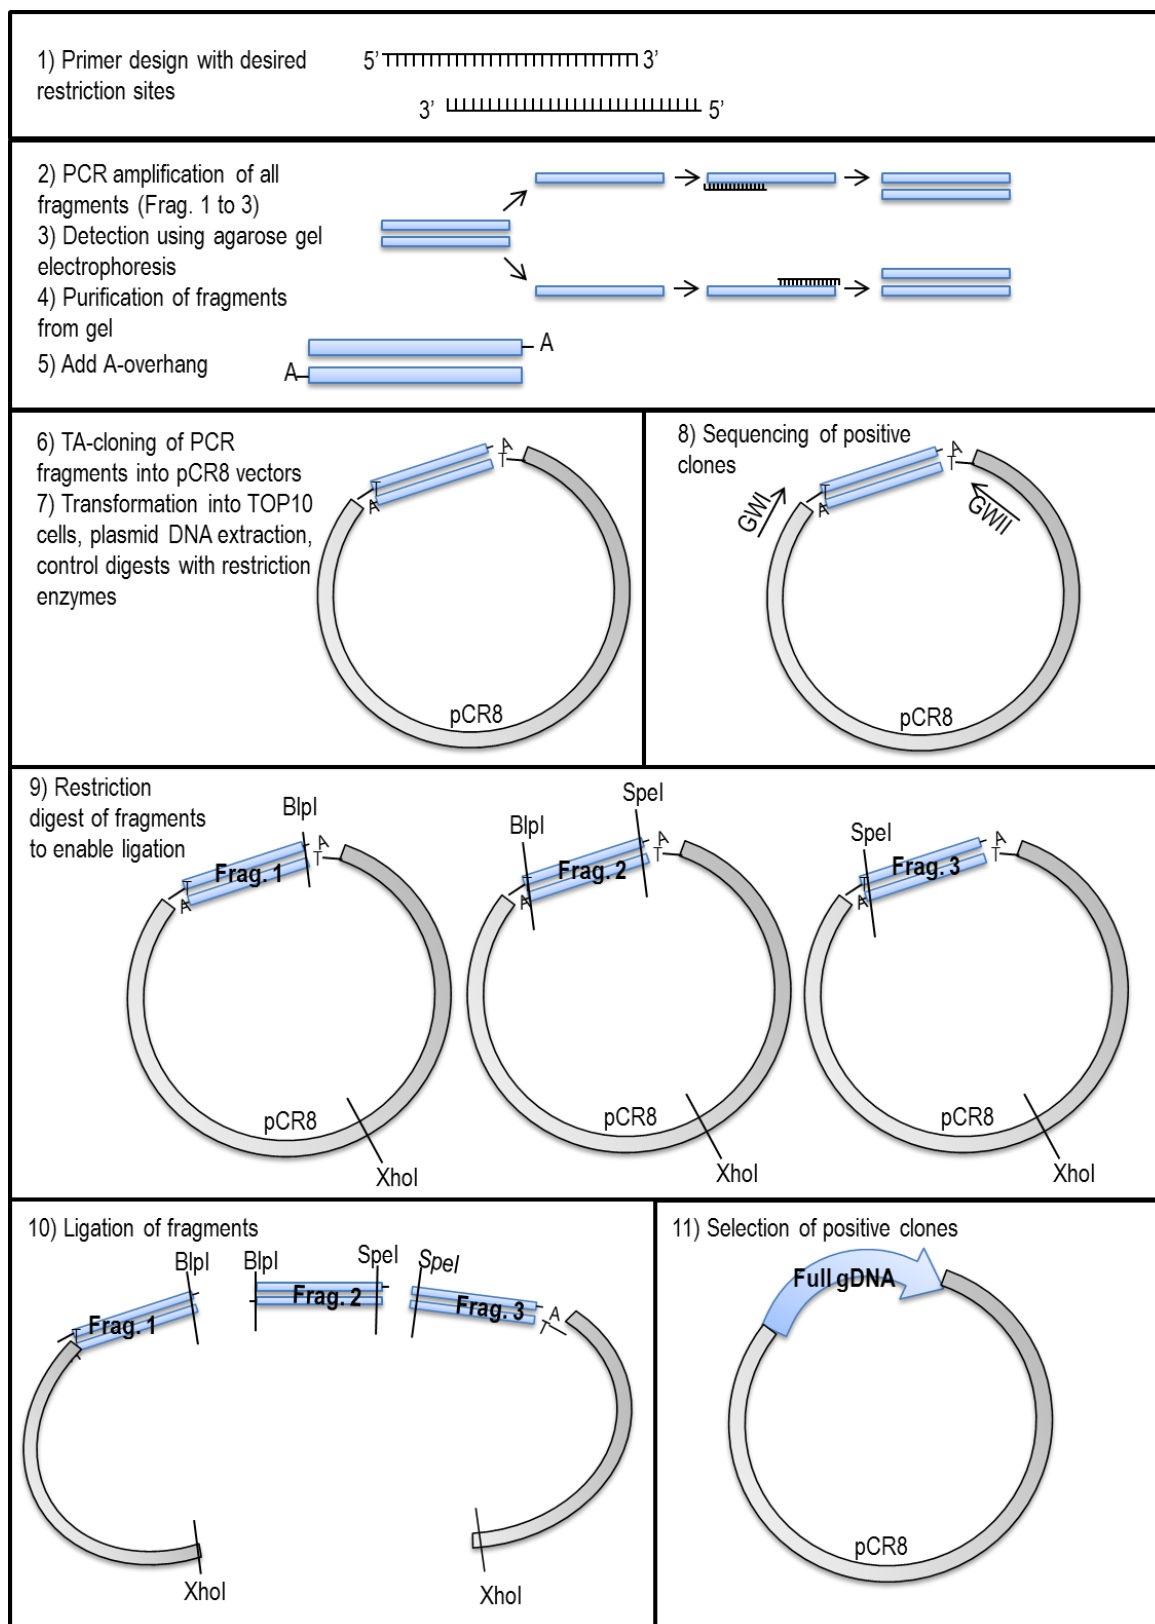 1) Primer design with desired
restriction sites
5’
3’
3’
5’
2) PCR amplification of all
fragments (Frag. 1 to 3)
3) Detection using agarose gel
electrophoresis
4) Purification of fragments
from gel
5) Add A-overhang
A
A
6) TA-cloning of PCR
fragments into pCR8 vectors
7) Transformation into TOP10
cells, plasmid DNA extraction,
control digests with restriction
enzymes
A
T
T
A
pCR8
8) Sequencing of positive
clones
A
T
T
A
GWI
GWII
pCR8
9) Restriction
digest of fragments
to enable ligation
BlpI
A
T
Frag. 1
T
A
pCR8
XhoI
BlpI
SpeI
A
T
Frag. 2
T
A
pCR8
XhoI
SpeI
A
T
Frag. 3
T
A
pCR8
XhoI
10) Ligation of fragments
BlpI
BlpI
SpeI
SpeI
Frag. 1
Frag. 2
Frag. 3
T
A
A
T
XhoI
XhoI
11) Selection of positive clones
Full gDNA
pCR8